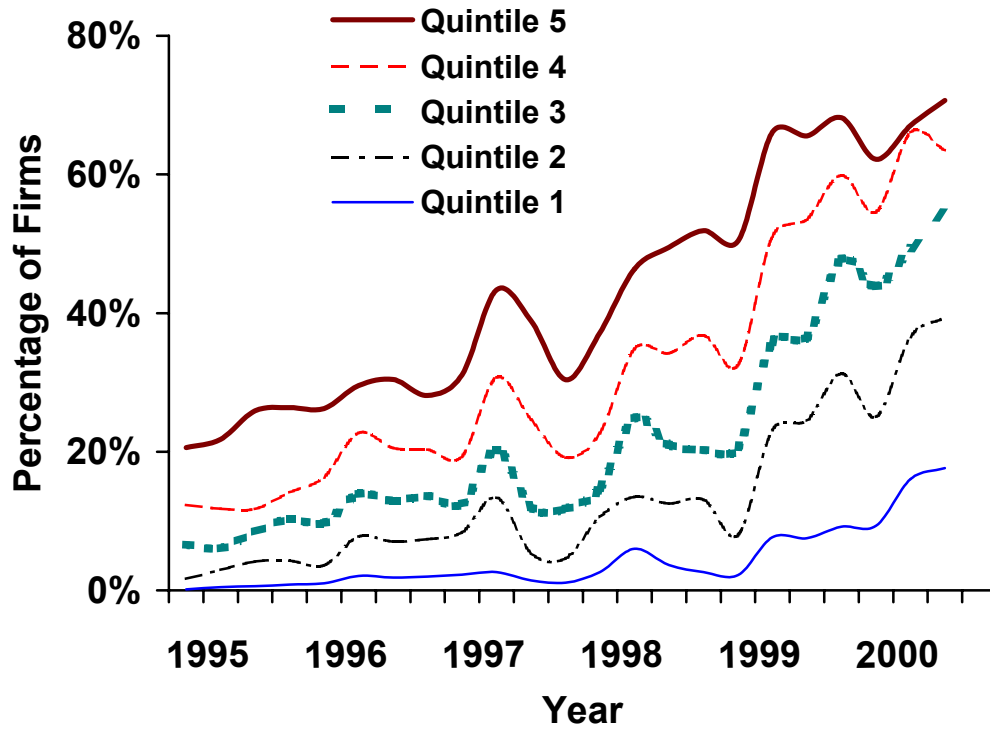 Quintile 5
Quintile 4
Quintile 3
Quintile 2
Quintile 1
80%
60%
40%
20%
0%
Percentage of Firms
1995 1996 1997 1998 1999 2000
Year